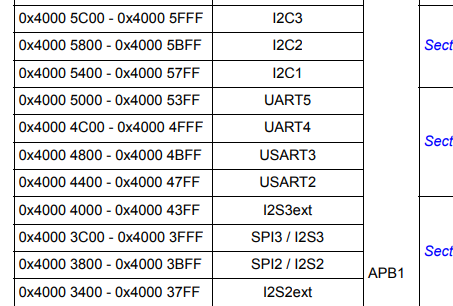 0x4000 5C00 - 0x4000 5FFF I2C3
0x4000 5800 - 0x4000 5BFF I2C2 Sect
0x4000 5400 - 0x4000 57FF I2C1
0x4000 5000 - 0x4000 53FF UART5
0x4000 4C00 - 0x4000 4FFF UART4
0x4000 4800 - 0x4000 4BFF USART3 Sect
0x4000 4400 - 0x4000 47FF USART2
0x4000 4000 - 0x4000 43FF I2S3ext
0x4000 3C00 - 0x4000 3FFF SPI3 / I2S3 Sect
0x4000 3800 - 0x4000 3BFF SPI2 / I2S2 APB1
0x4000 3400 - 0x4000 37FF I2S2ext